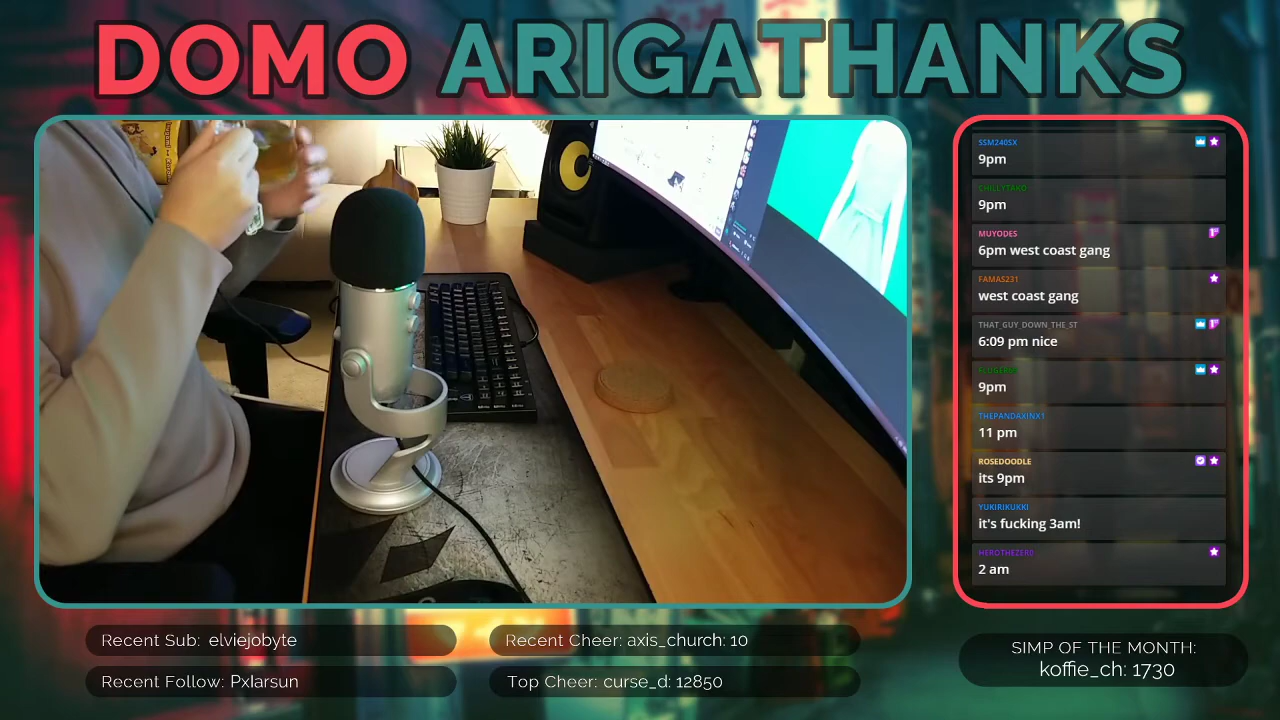 DOMO ARIGATHANKS
SSM240SX
9pm
CHILLYTAKO
9pm
MUYODES
6pm west coast gang
FAMAS231
west coast gang
THAT_GUY_DOWN_THE_ST
6:09 pm nice
9pm
THEPANDAXINX1
11 pm
ROSEDOODLE
its 9pm
YUKIRIKUKKI
it's fucking 3am!
HEROTHEZER0
2 am
Recent Sub: elviejobyte
Recent Cheer: axis_church: 10
Recent Follow: Pxlarsun
Top Cheer: curse_d: 12850
SIMP OF THE MONTH:
koffie_ch: 1730